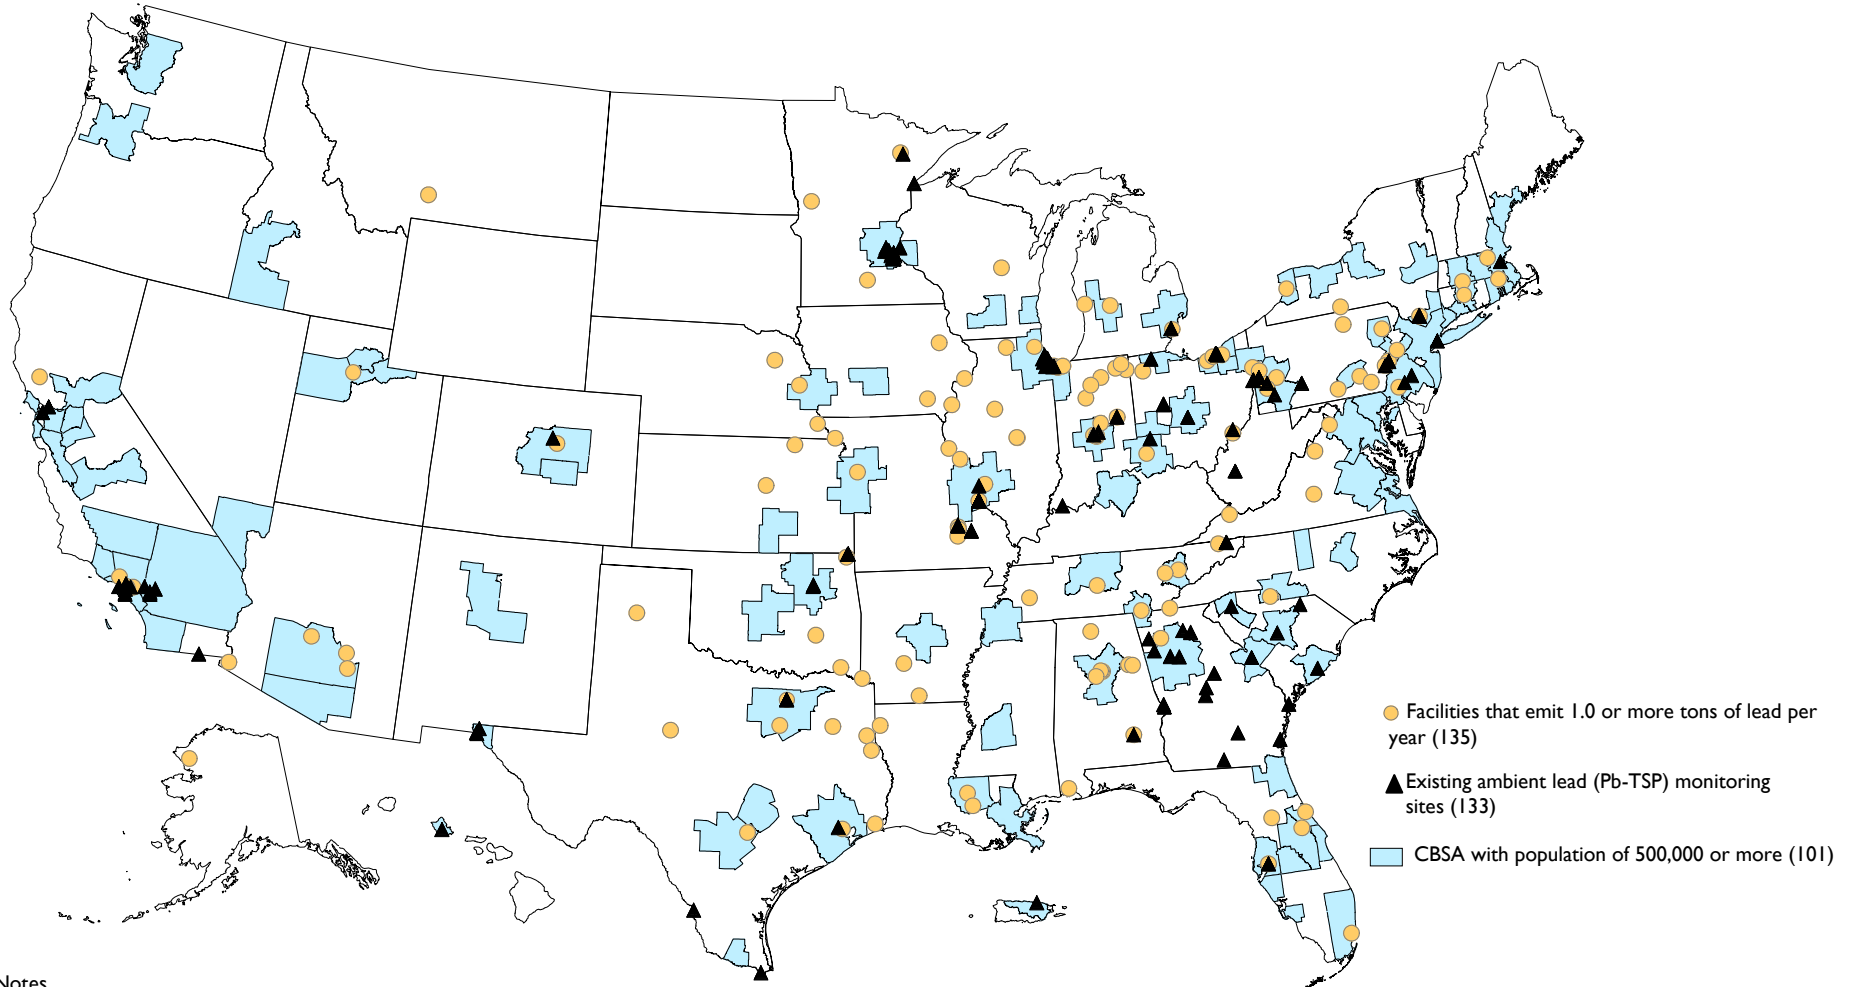 Facilities that emit 1.0 or more tons of lead per
year (135)
Existing ambient lead (Pb-TSP) monitoring
sites (133)
CBSA with population of 500,000 or more (101)
Notes